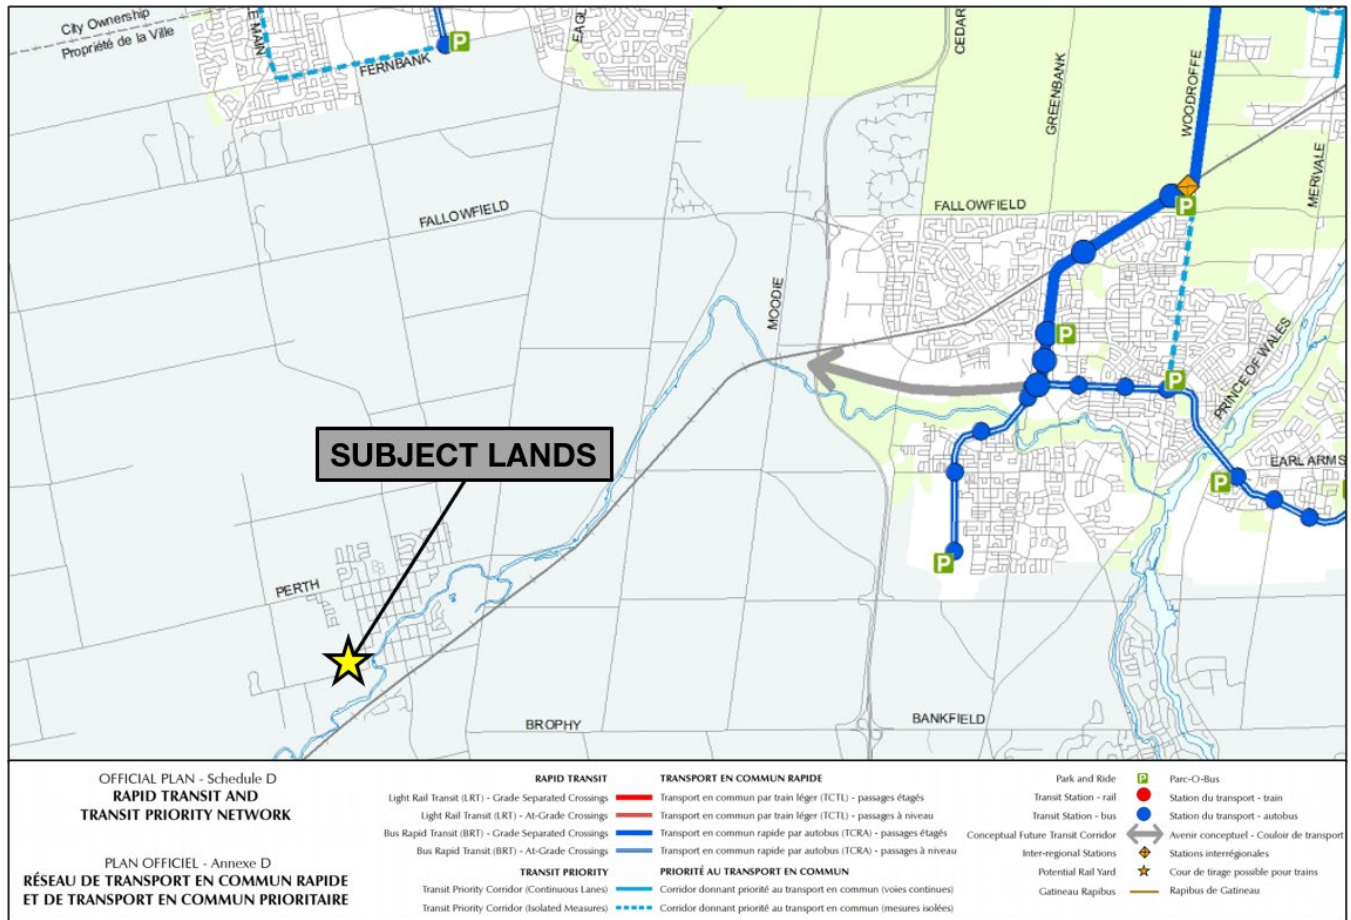 City Ownership
Propriété de la Ville
LE MAIN
FERNBANK
P
EAGL
CEDAR
GREENBANK
WOODROFFE
MERIVALE
FALLOWFIELD
FALLOWFIELD
P
MOODIE
P
PRINCE OF WALES
P
SUBJECT LANDS
EARL ARMS
P
P
PERTH
BROPHY
BANKFIELD
OFFICIAL PLAN - Schedule D
RAPID TRANSIT AND
TRANSIT PRIORITY NETWORK
PLAN OFFICIEL - Annexe D
RÉSEAU DE TRANSPORT EN COMMUN RAPIDE
ET DE TRANSPORT EN COMMUN PRIORITAIRE
RAPID TRANSIT TRANSPORT EN COMMUN RAPIDE
Light Rail Transit (LRT) - Grade Separated Crossings Transport en commun par train léger (TCTL) - passages étagés
Light Rail Transit (LRT) - At-Grade Crossings Transport en commun par train léger (TCTL) - passages à niveau
Bus Rapid Transit (BRT) - Grade Separated Crossings Transport en commun rapide par autobus (TCRA) - passages étagés
Bus Rapid Transit (BRT) - At-Grade Crossings Transport en commun rapide par autobus (TCRA) - passages à niveau
TRANSIT PRIORITY PRIORITÉ AU TRANSPORT EN COMMUN
Transit Priority Corridor (Continuous Lanes) Corridor donnant priorité au transport en commun (voies continues)
Transit Priority Corridor (Isolated Measures) Corridor donnant priorité au transport en commun (mesures isolées)
Park and Ride P Parc-O-Bus
Transit Station - rail Station du transport - train
Transit Station - bus Station du transport - autobus
Conceptual Future Transit Corridor Avenir conceptuel - Couloir de transport
Inter-regional Stations Stations interrégionales
Potential Rail Yard Cour de tirage possible pour trains
Gatineau Rapibus Rapibus de Gatineau